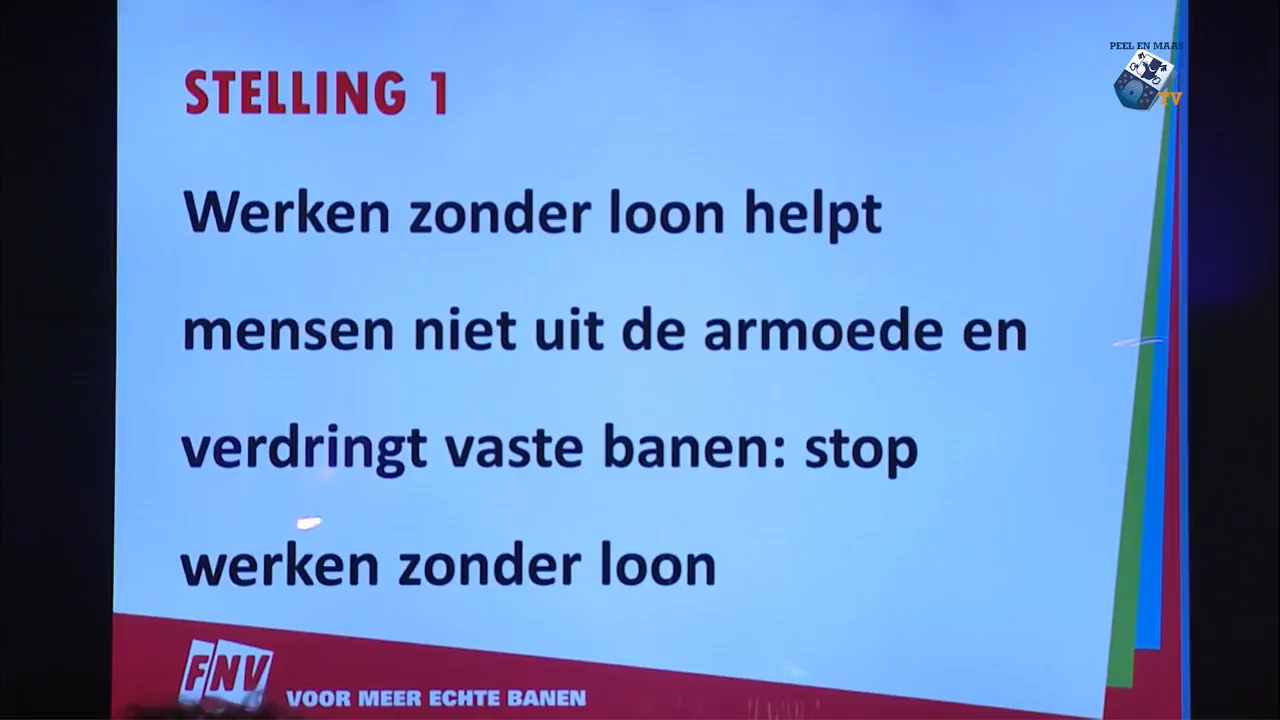 PEEL EN MAAS
TV
STELLING 1
Werken zonder loon helpt
mensen niet uit de armoede en
verdringt vaste banen: stop
werken zonder loon
FNV
VOOR MEER ECHTE BANEN